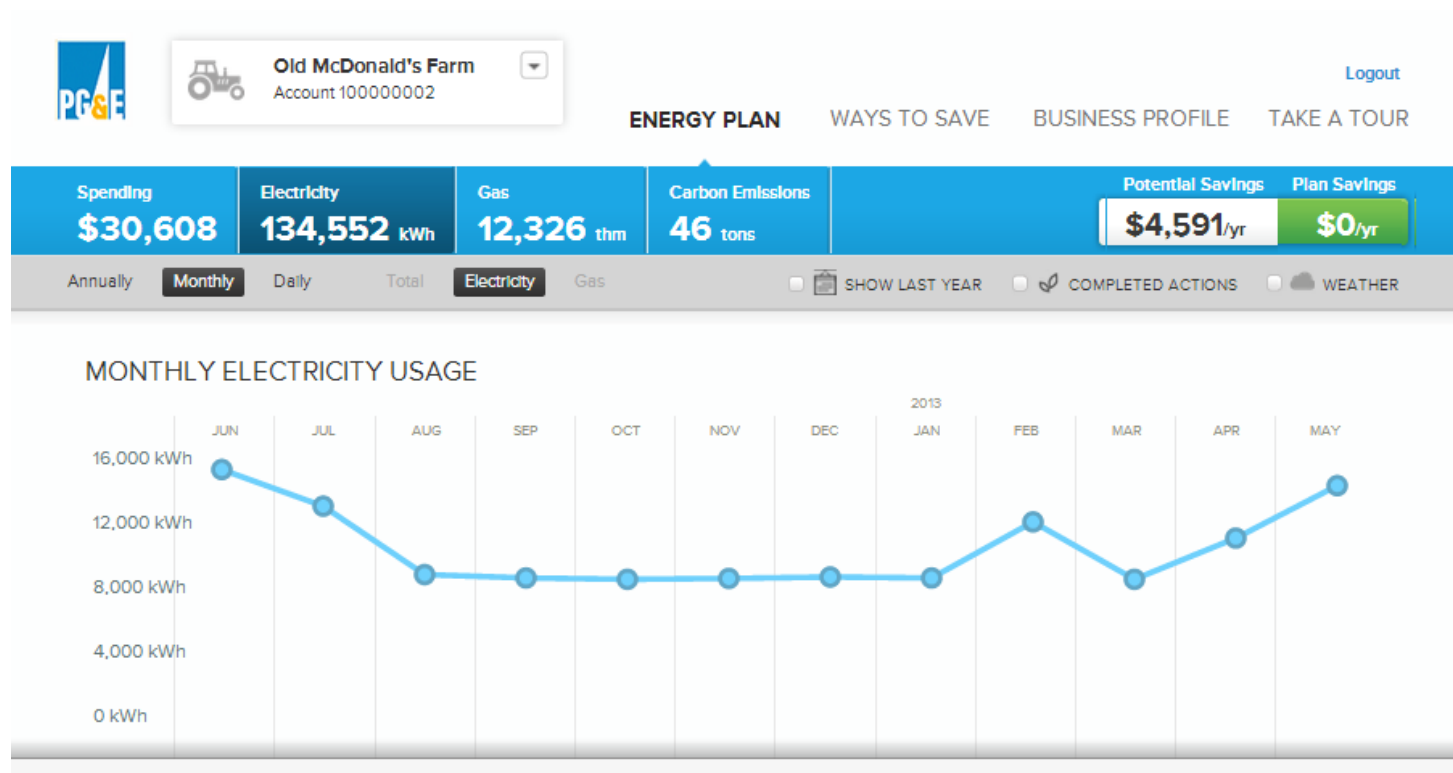 PG&E
Old McDonald's Farm
Account 100000002
Logout
ENERGY PLAN WAYS TO SAVE BUSINESS PROFILE TAKE A TOUR
Spending Electricity Gas Carbon Emissions Potential Savings Plan Savings
$30,608 134,552 kWh 12,326 thm 46 tons $4,591/yr $0/yr
Annually Monthly Daily Total Electricity Gas SHOW LAST YEAR COMPLETED ACTIONS WEATHER
MONTHLY ELECTRICITY USAGE
2013
JUN JUL AUG SEP OCT NOV DEC JAN FEB MAR APR MAY
16,000 kWh
12,000 kWh
8,000 kWh
4,000 kWh
0 kWh